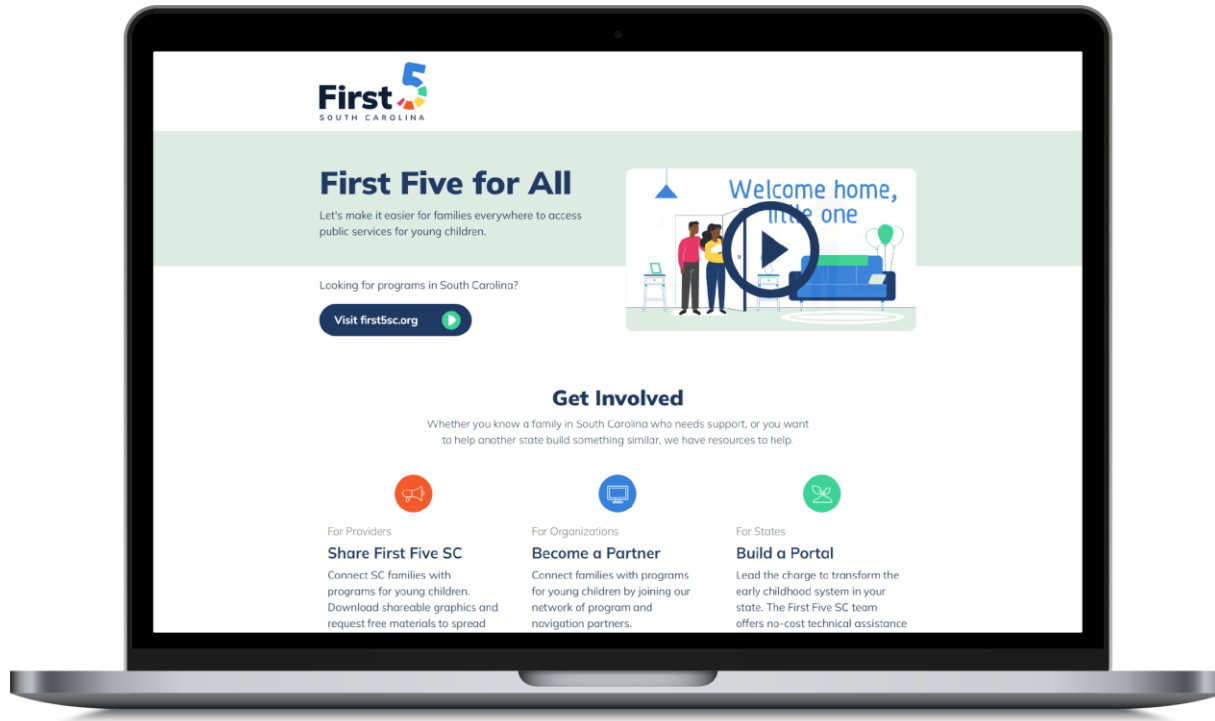 First 5
SOUTH CAROLINA
First Five for All
Let's make it easier for families everywhere to access
public services for young children.
Welcome home,
little one
Looking for programs in South Carolina?
Visit first5sc.org
Get Involved
Whether you know a family in South Carolina who needs support, or you want
to help another state build something similar, we have resources to help.
For Providers
Share First Five SC
Connect SC families with
programs for young children.
Download shareable graphics and
request free materials to spread
For Organizations
Become a Partner
Connect families with programs
for young children by joining our
network of program and
navigation partners.
For States
Build a Portal
Lead the charge to transform the
early childhood system in your
state. The First Five SC team
offers no-cost technical assistance